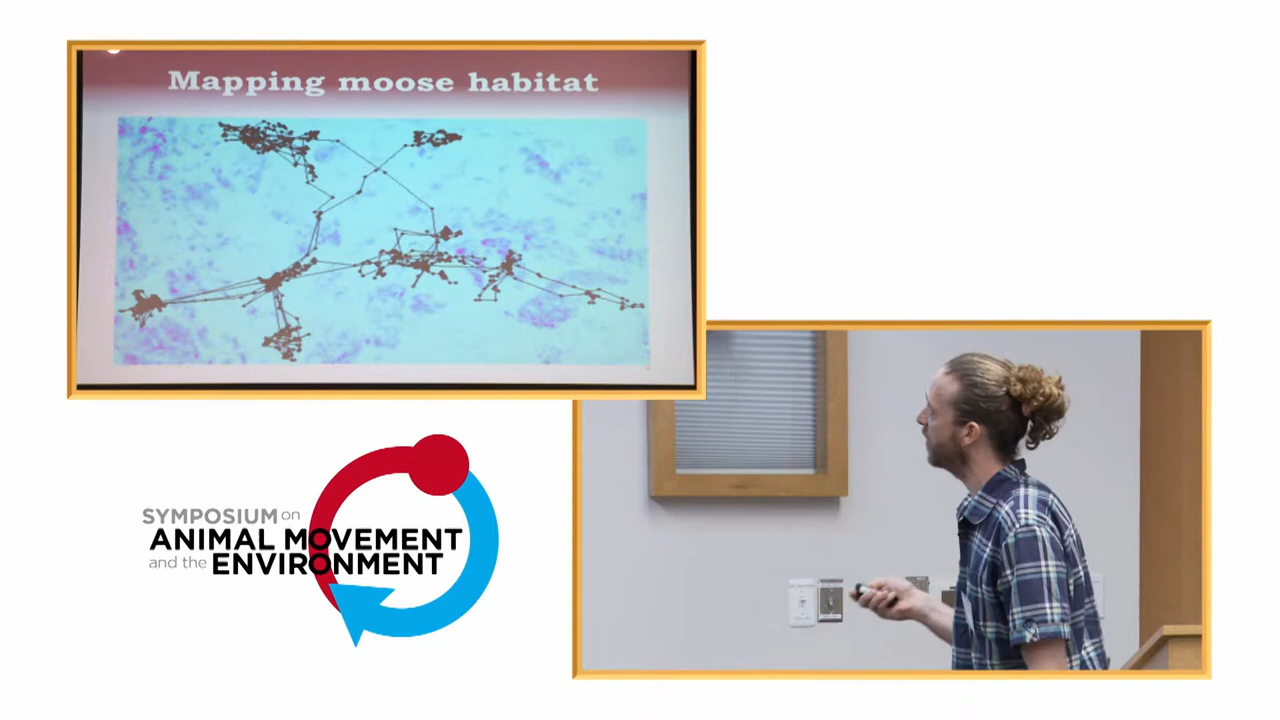 Mapping moose habitat
SYMPOSIUM on
ANIMAL MOVEMENT
and the ENVIRONMENT